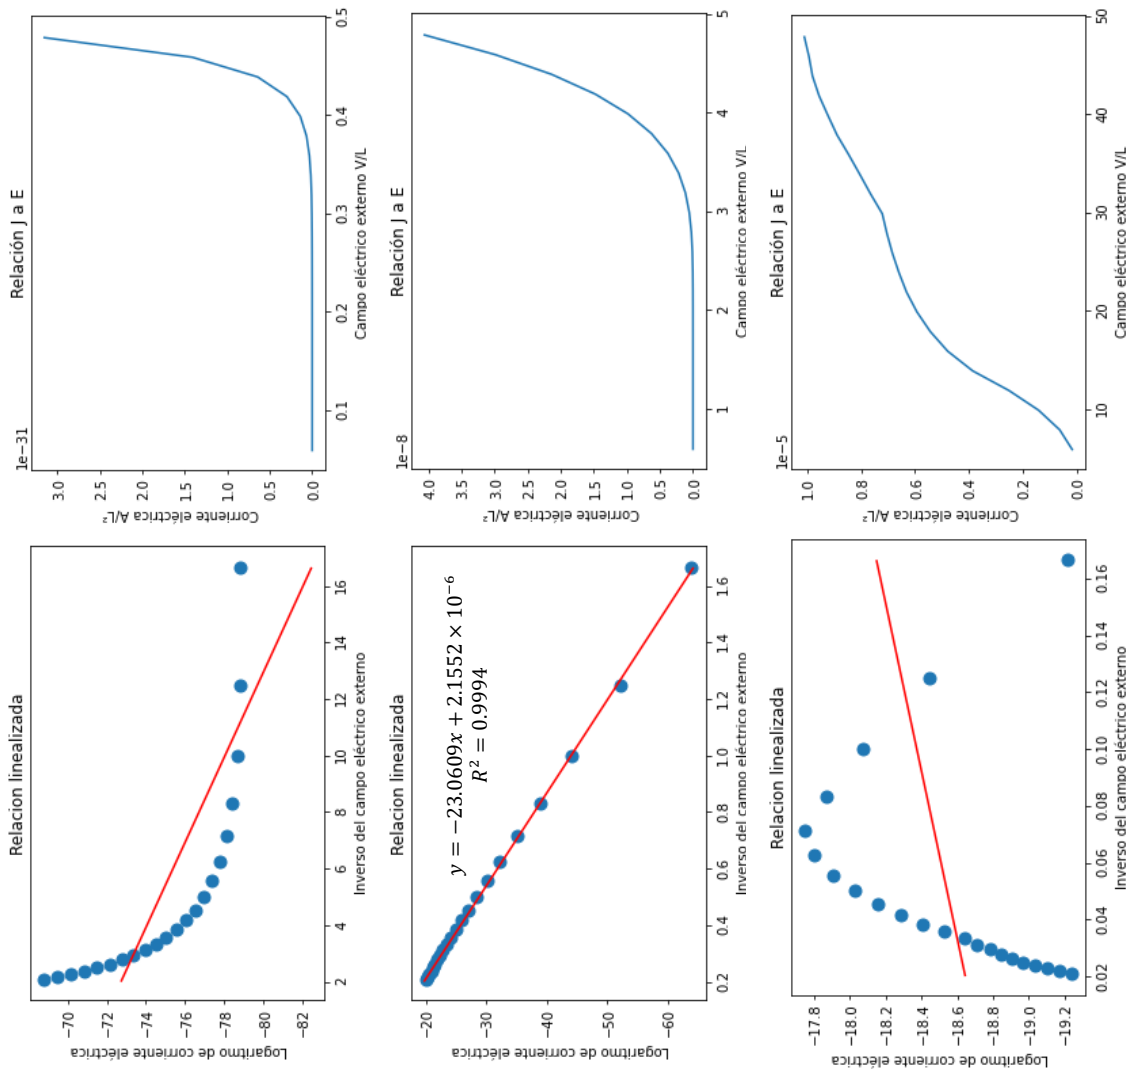 Relacion linealizada
−70
−72
−74
−76
−78
−80
−82
2 4 6 8 10 12 14 16
Logaritmo de corriente eléctrica
Inverso del campo eléctrico externo
Relación J a E
1e−31
3.0
2.5
2.0
1.5
1.0
0.5
0.0
0.1 0.2 0.3 0.4 0.5
Corriente eléctrica A/L²
Campo eléctrico externo V/L
Relacion linealizada
y = −23.0609x + 2.1552 × 10⁻⁶
R² = 0.9994
−20
−30
−40
−50
−60
0.2 0.4 0.6 0.8 1.0 1.2 1.4 1.6
Logaritmo de corriente eléctrica
Inverso del campo eléctrico externo
Relación J a E
1e−8
4.0
3.5
3.0
2.5
2.0
1.5
1.0
0.5
0.0
1 2 3 4 5
Corriente eléctrica A/L²
Campo eléctrico externo V/L
Relacion linealizada
−17.8
−18.0
−18.2
−18.4
−18.6
−18.8
−19.0
−19.2
0.02 0.04 0.06 0.08 0.10 0.12 0.14 0.16
Logaritmo de corriente eléctrica
Inverso del campo eléctrico externo
Relación J a E
1e−5
1.0
0.8
0.6
0.4
0.2
0.0
10 20 30 40 50
Corriente eléctrica A/L²
Campo eléctrico externo V/L